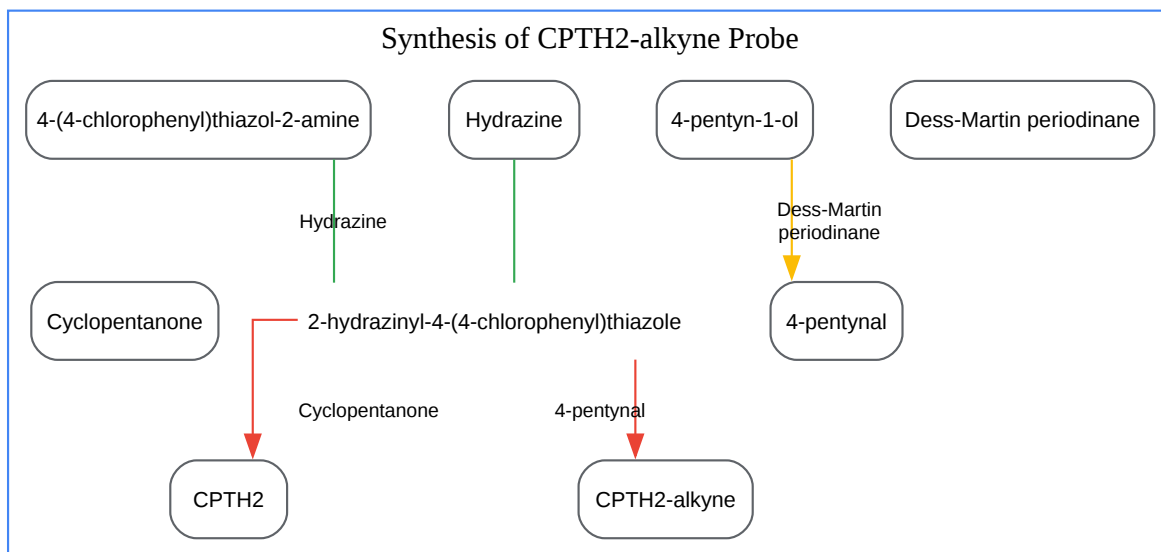 Synthesis of CPTH2-alkyne Probe
4-(4-chlorophenyl)thiazol-2-amine
Hydrazine
4-pentyn-1-ol
Dess-Martin periodinane
Hydrazine
Dess-Martin
periodinane
Cyclopentanone
2-hydrazinyl-4-(4-chlorophenyl)thiazole
4-pentynal
Cyclopentanone
4-pentynal
CPTH2
CPTH2-alkyne